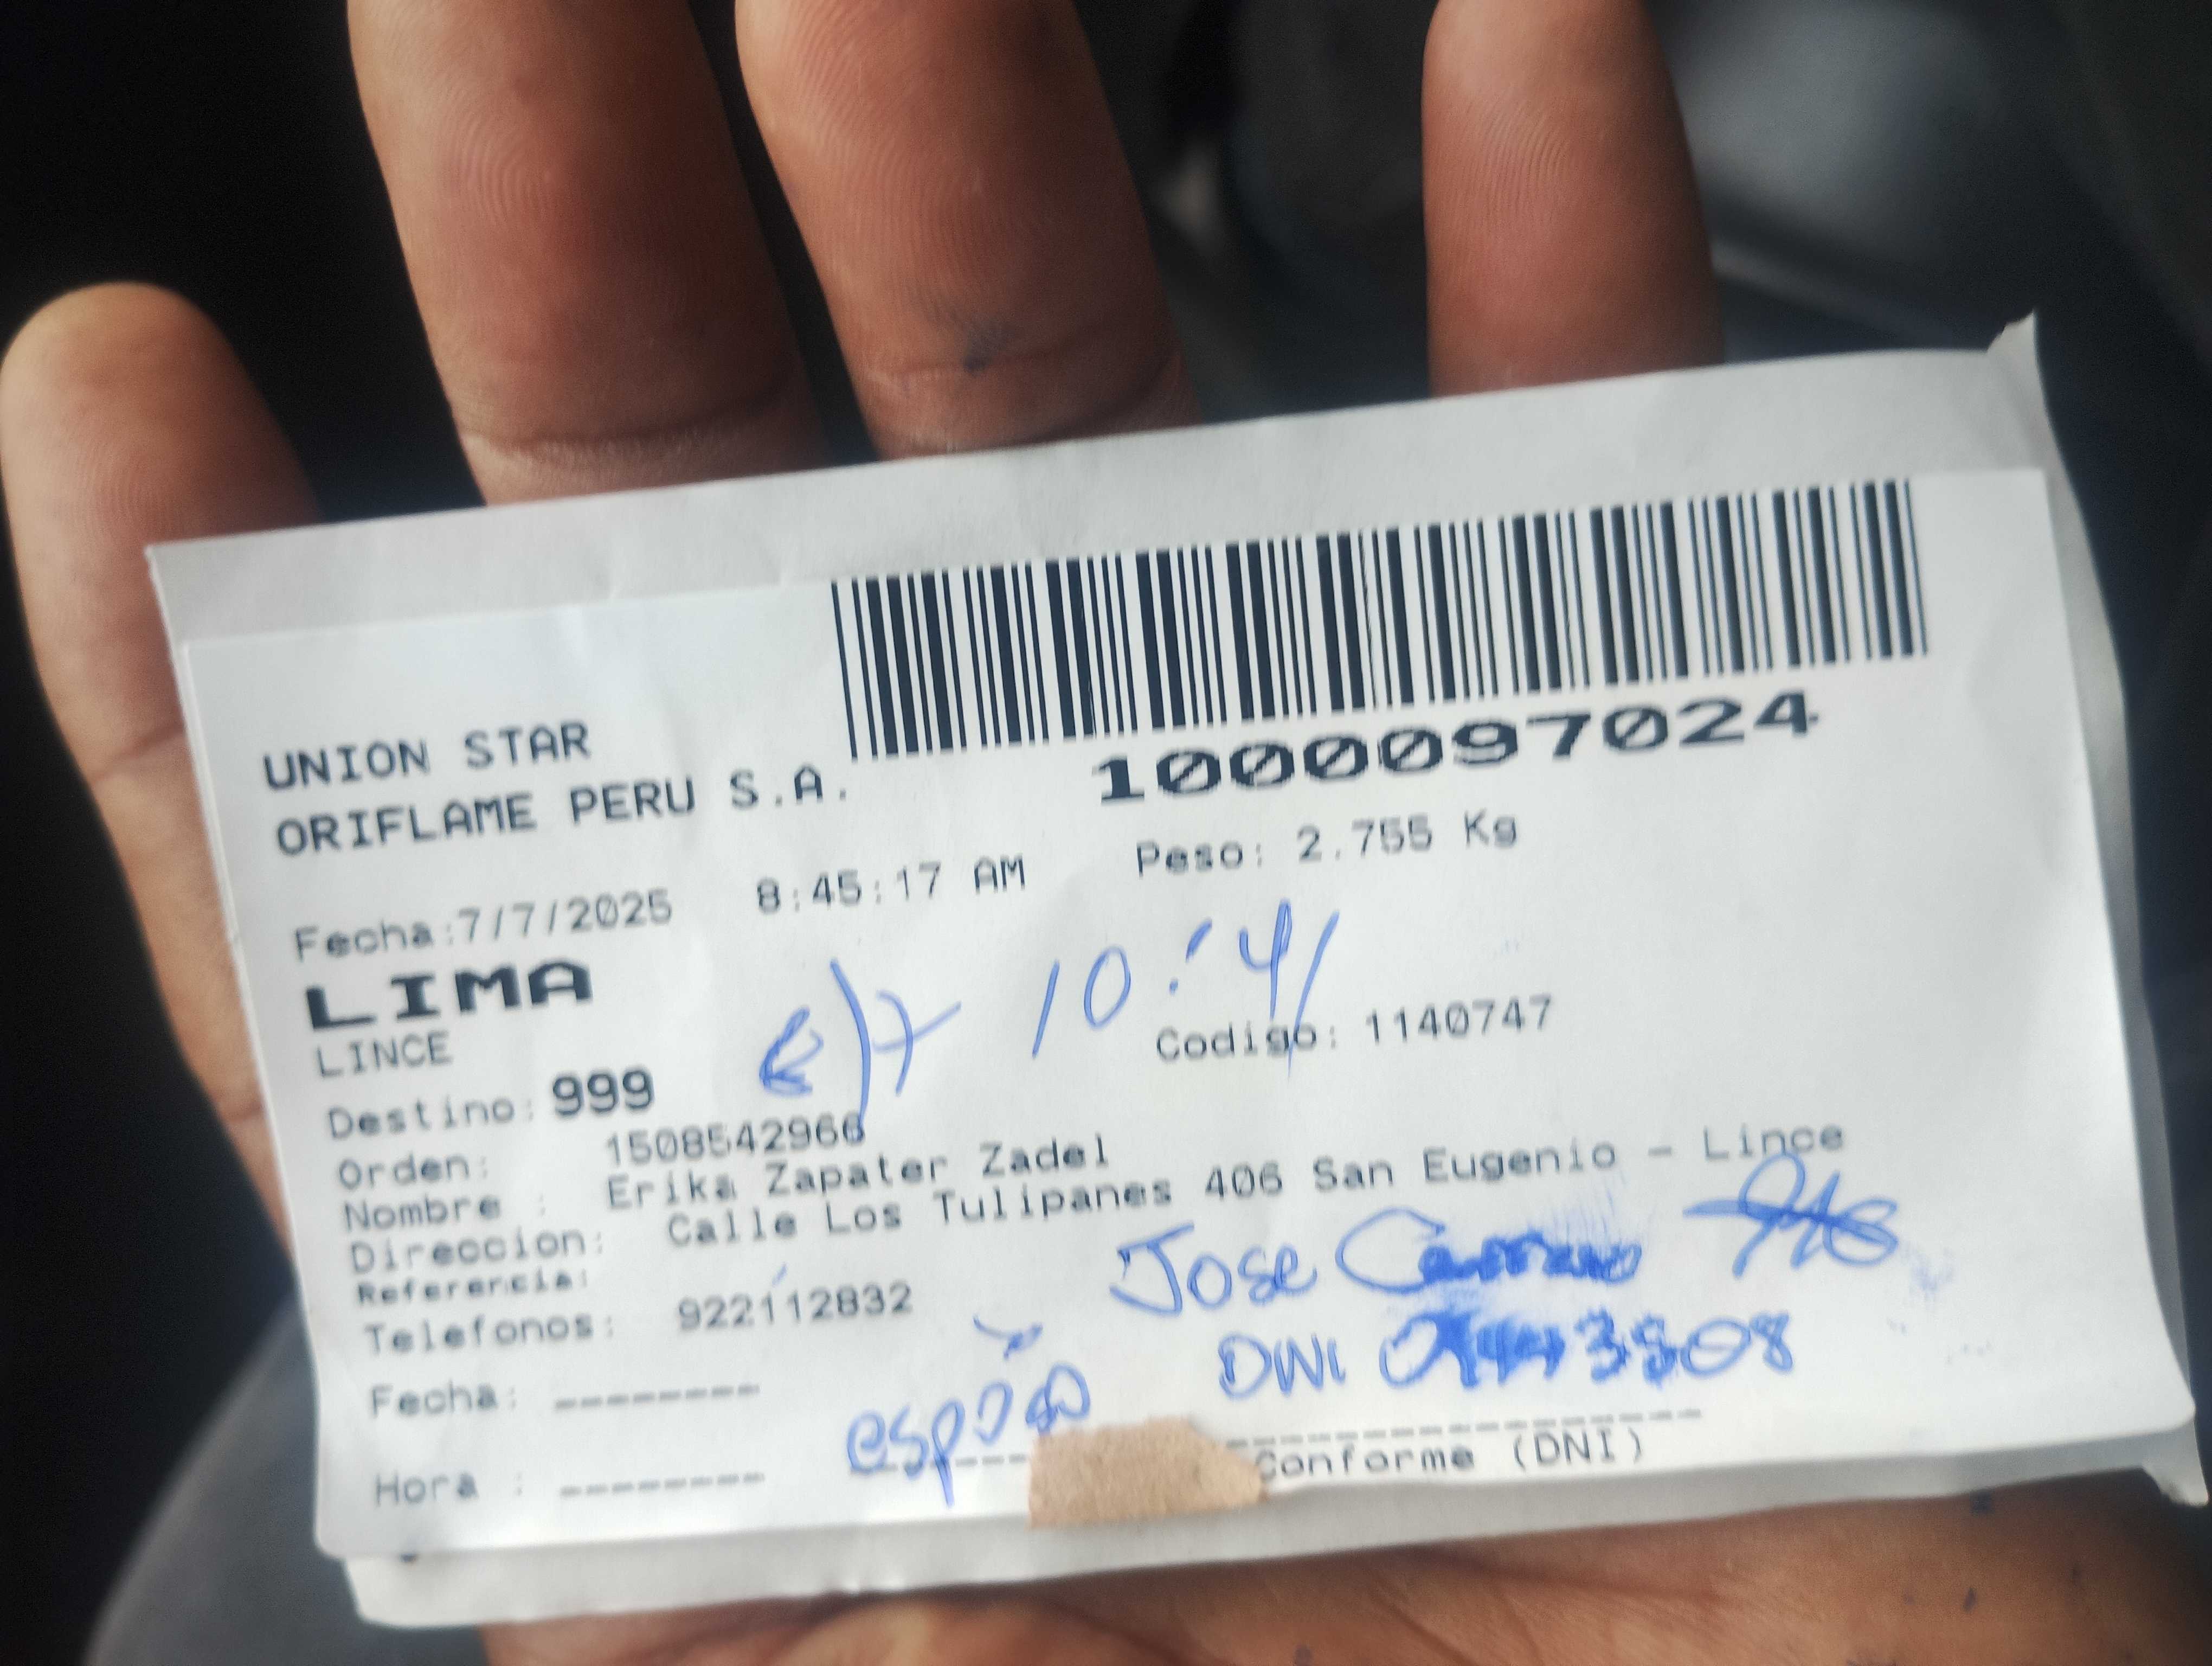 UNION STAR
ORIFLAME PERU S.A.
1000097024
Fecha:7/7/2025 8:45:17 AM Peso: 2.755 Kg
LIMA
10:41
LINCE
Codigo: 1140747
Destino: 999
Orden: 1508542966
Nombre : Erika Zapater Zadel
Direccion: Calle Los Tulipanes 406 San Eugenio - Lince
Referencia:
Jose
Telefonos: 922112832
DNI
Fecha: --------
esposo
Hora : --------
Conforme (DNI)